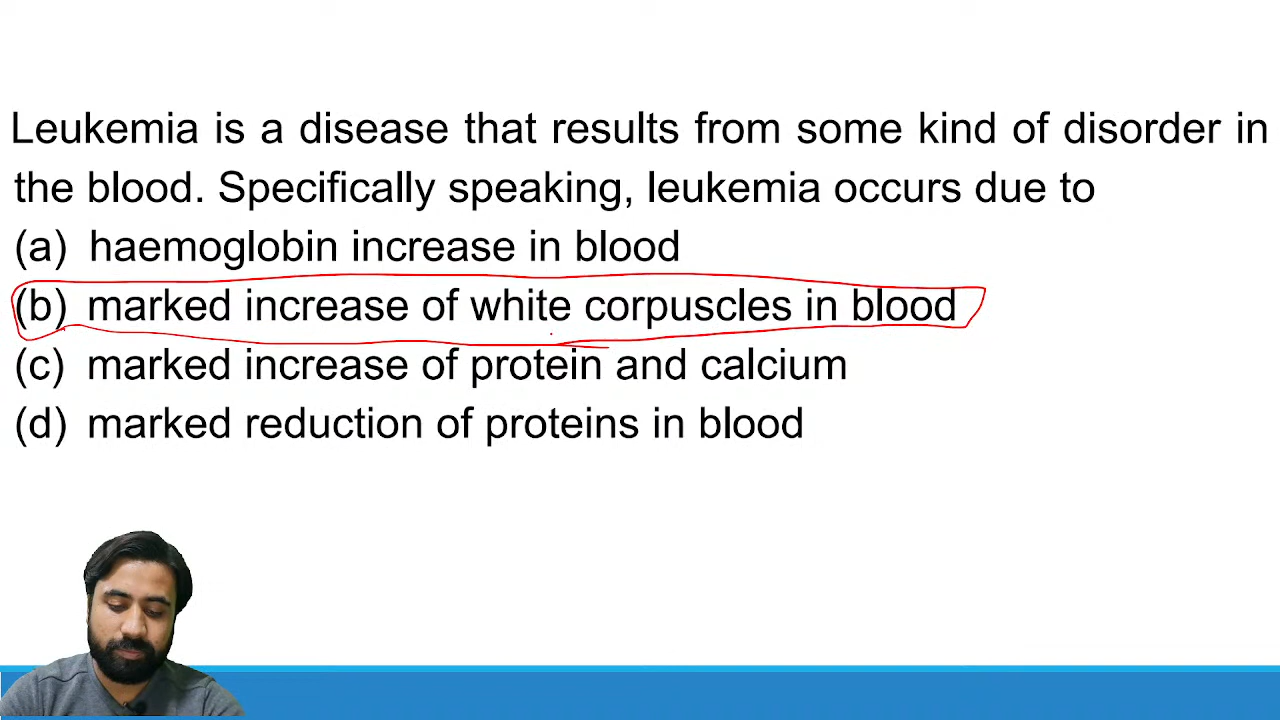 Leukemia is a disease that results from some kind of disorder in
the blood. Specifically speaking, leukemia occurs due to
(a) haemoglobin increase in blood
(b) marked increase of white corpuscles in blood
(c) marked increase of protein and calcium
(d) marked reduction of proteins in blood